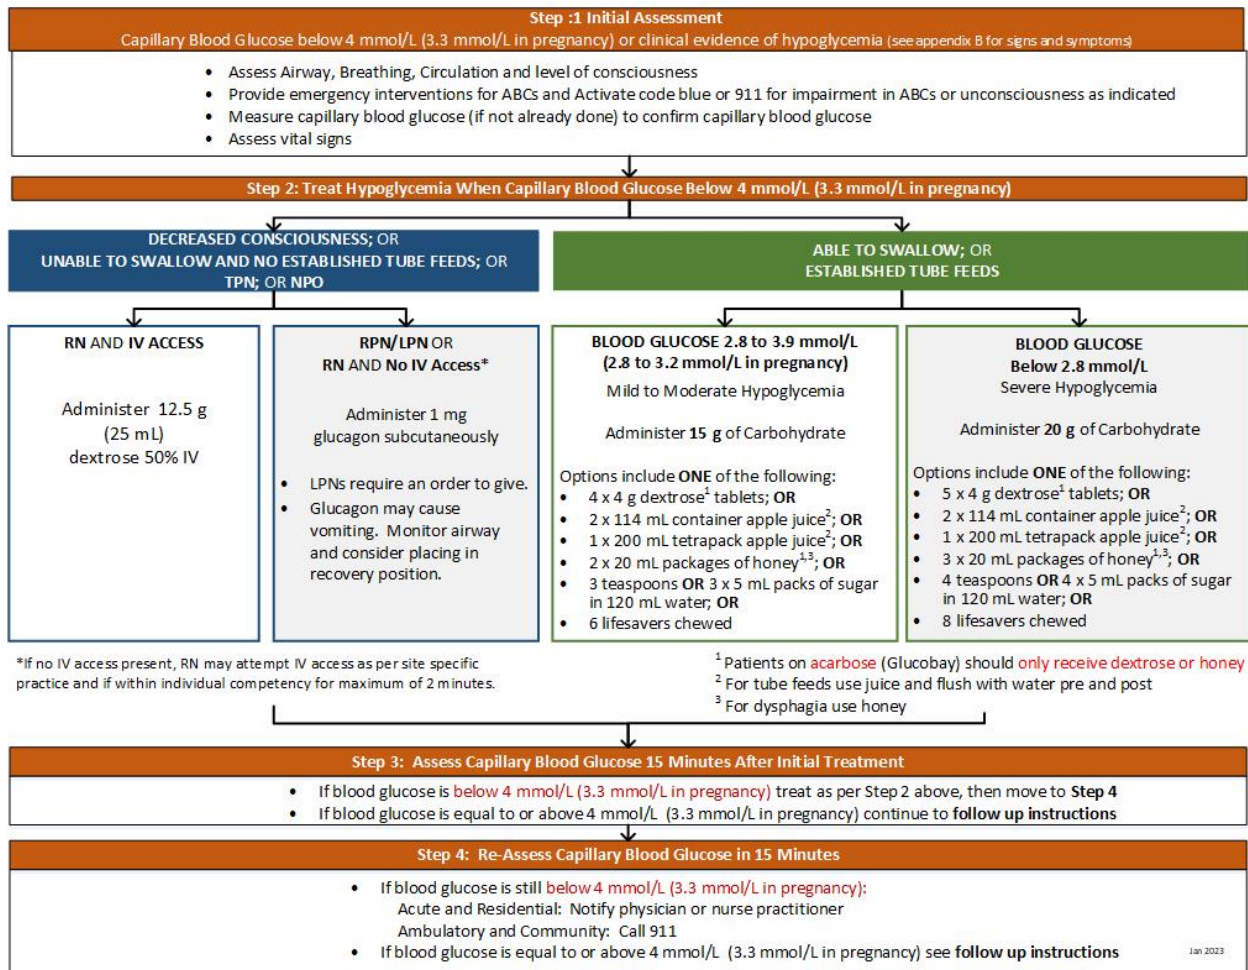 Step :1 Initial Assessment
Capillary Blood Glucose below 4 mmol/L (3.3 mmol/L in pregnancy) or clinical evidence of hypoglycemia (see appendix B for signs and symptoms)
• Assess Airway, Breathing, Circulation and level of consciousness
• Provide emergency interventions for ABCs and Activate code blue or 911 for impairment in ABCs or unconsciousness as indicated
• Measure capillary blood glucose (if not already done) to confirm capillary blood glucose
• Assess vital signs
Step 2: Treat Hypoglycemia When Capillary Blood Glucose Below 4 mmol/L (3.3 mmol/L in pregnancy)
DECREASED CONSCIOUSNESS; OR
UNABLE TO SWALLOW AND NO ESTABLISHED TUBE FEEDS; OR
TPN; OR NPO
ABLE TO SWALLOW; OR
ESTABLISHED TUBE FEEDS
RN AND IV ACCESS
Administer 12.5 g
(25 mL)
dextrose 50% IV
RPN/LPN OR
RN AND No IV Access*
Administer 1 mg
glucagon subcutaneously
• LPNs require an order to give.
• Glucagon may cause
vomiting. Monitor airway
and consider placing in
recovery position.
BLOOD GLUCOSE 2.8 to 3.9 mmol/L
(2.8 to 3.2 mmol/L in pregnancy)
Mild to Moderate Hypoglycemia
Administer 15 g of Carbohydrate
Options include ONE of the following:
• 4 x 4 g dextrose¹ tablets; OR
• 2 x 114 mL container apple juice²; OR
• 1 x 200 mL tetrapack apple juice²; OR
• 2 x 20 mL packages of honey¹,³; OR
• 3 teaspoons OR 3 x 5 mL packs of sugar
in 120 mL water; OR
• 6 lifesavers chewed
BLOOD GLUCOSE
Below 2.8 mmol/L
Severe Hypoglycemia
Administer 20 g of Carbohydrate
Options include ONE of the following:
• 5 x 4 g dextrose¹ tablets; OR
• 2 x 114 mL container apple juice²; OR
• 1 x 200 mL tetrapack apple juice²; OR
• 3 x 20 mL packages of honey¹,³; OR
• 4 teaspoons OR 4 x 5 mL packs of sugar
in 120 mL water; OR
• 8 lifesavers chewed
*If no IV access present, RN may attempt IV access as per site specific
practice and if within individual competency for maximum of 2 minutes.
¹ Patients on acarbose (Glucobay) should only receive dextrose or honey
² For tube feeds use juice and flush with water pre and post
³ For dysphagia use honey
Step 3: Assess Capillary Blood Glucose 15 Minutes After Initial Treatment
• If blood glucose is below 4 mmol/L (3.3 mmol/L in pregnancy) treat as per Step 2 above, then move to Step 4
• If blood glucose is equal to or above 4 mmol/L (3.3 mmol/L in pregnancy) continue to follow up instructions
Step 4: Re-Assess Capillary Blood Glucose in 15 Minutes
• If blood glucose is still below 4 mmol/L (3.3 mmol/L in pregnancy):
Acute and Residential: Notify physician or nurse practitioner
Ambulatory and Community: Call 911
• If blood glucose is equal to or above 4 mmol/L (3.3 mmol/L in pregnancy) see follow up instructions
Jan 2023